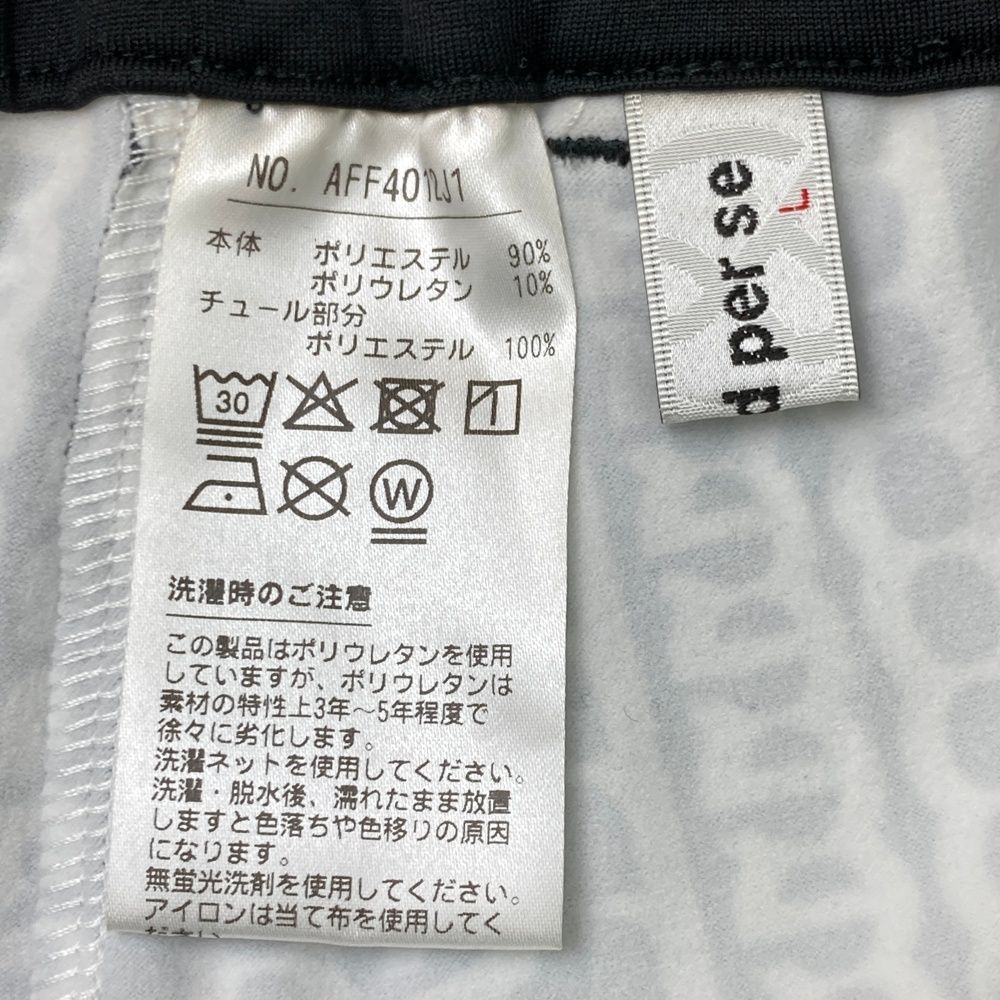 NO. AFF4012J1
本体 ポリエステル 90%
ポリウレタン 10%
チュール部分
ポリエステル 100%
30
W
洗濯時のご注意
この製品はポリウレタンを使用
していますが、ポリウレタンは
素材の特性上3年～5年程度で
徐々に劣化します。
洗濯ネットを使用してください。
洗濯・脱水後、濡れたまま放置
しますと色落ちや色移りの原因
になります。
無蛍光洗剤を使用してください。
アイロンは当て布を使用してく
ださい。
d per se
L